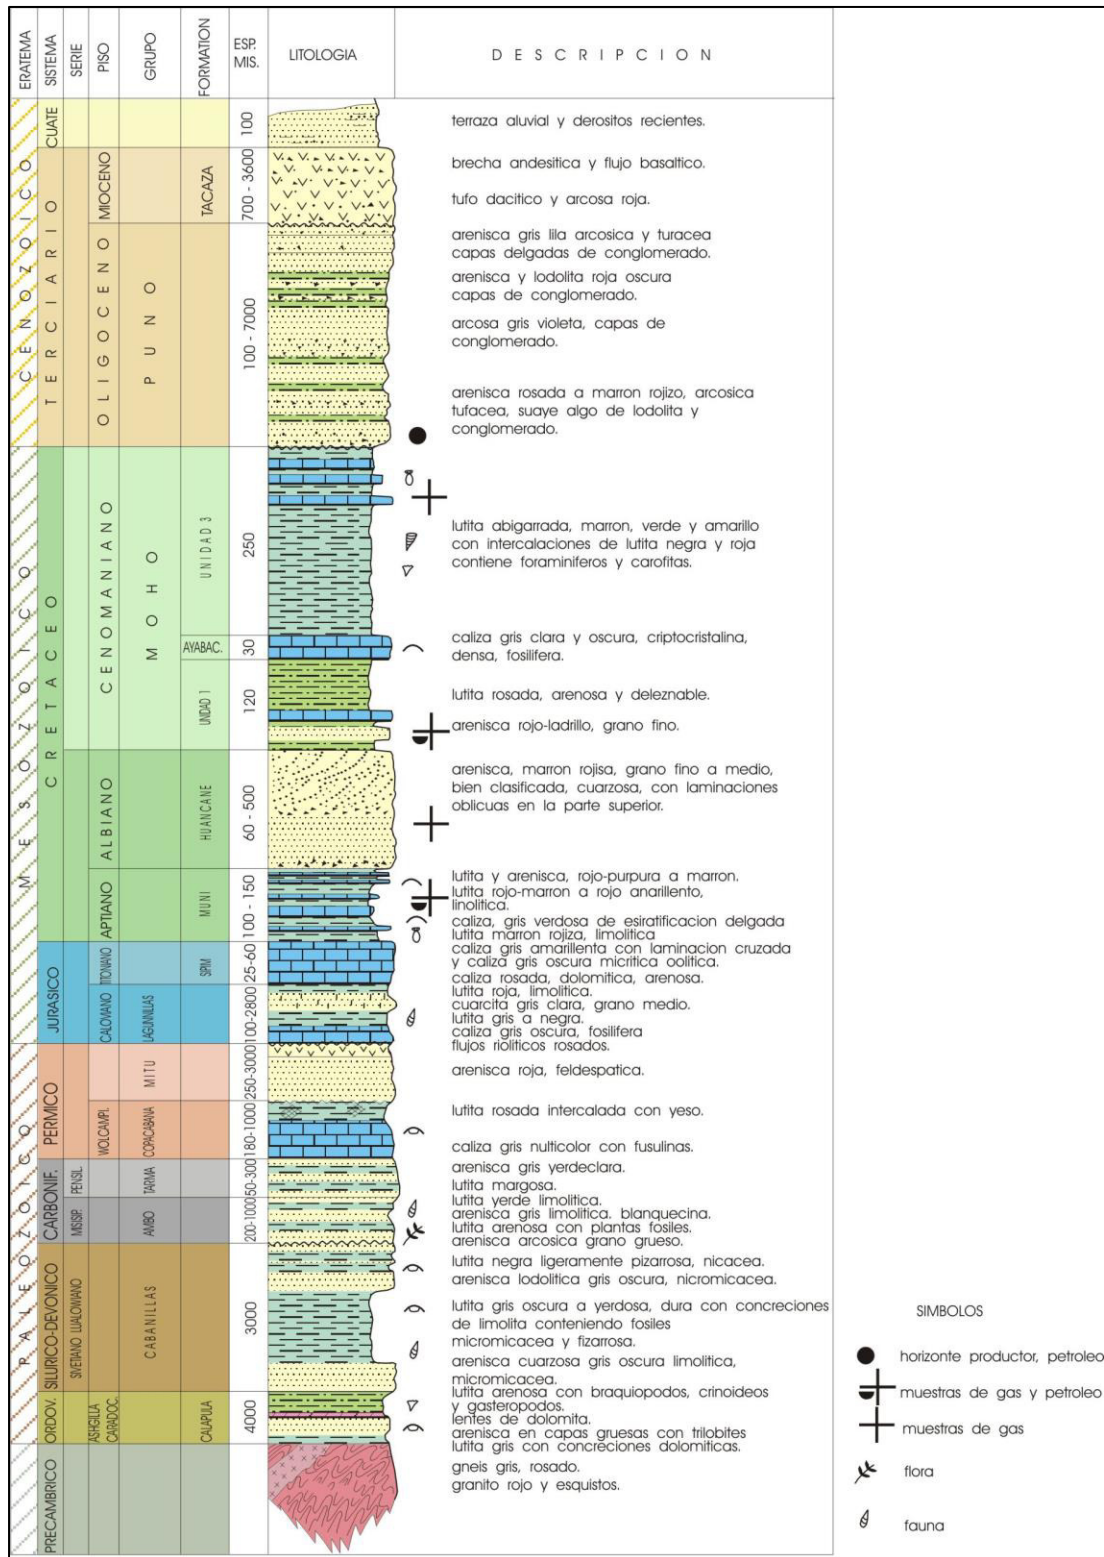 ERATEMA
SISTEMA
SERIE
PISO
GRUPO
FORMATION
ESP.
MIS.
LITOLOGIA
DESCRIPCION
CENOZOICO
MESOZOICO
PALEOZOICO
CUATE
TERCIARIO
CRETACEO
JURASICO
PERMICO
CARBONIF.
SILURICO-DEVONICO
ORDOV.
PRECAMBRICO
PENSIL.
MISISIP.
SIVETIANO LUALOWIANO
MIOCENO
OLIGOCENO
CENOMANIANO
ALBIANO
APTIANO
TITONIANO
CALOVIANO
WOLCAMPI.
ASHGILLA
CARADOC.
PUNO
MOHO
LAGUNNILLAS
MITU
COPACABANA
TARMA
AMBO
CABANILLAS
TACAZA
UNIDAD 3
AYABAC.
UNDAD 1
HUANCANE
MUNI
SIPIM
CALAPULA
100
700 - 3600
100 - 7000
250
30
120
60 - 500
100 - 150
25-60
100-2800
250-3000
180-1000
50-300
200-1000
3000
4000
terraza aluvial y derositos recientes.
brecha andesitica y flujo basaltico.
tufo dacitico y arcosa roja.
arenisca gris lila arcosica y turacea
capas delgadas de conglomerado.
arenisca y lodolita roja oscura
capas de conglomerado.
arcosa gris violeta, capas de
conglomerado.
arenisca rosada a marron rojizo, arcosica
tufacea, suaye algo de lodolita y
conglomerado.
lutita abigarrada, marron, verde y amarillo
con intercalaciones de lutita negra y roja
contiene foraminiferos y carofitas.
caliza gris clara y oscura, criptocristalina,
densa, fosilifera.
lutita rosada, arenosa y deleznable.
arenisca rojo-ladrillo, grano fino.
arenisca, marron rojisa, grano fino a medio,
bien clasificada, cuarzosa, con laminaciones
oblicuas en la parte superior.
lutita y arenisca, rojo-purpura a marron.
lutita rojo-marron a rojo anarillento,
linolitica.
caliza, gris verdosa de esiratificacion delgada
lutita marron rojiza, limolitica
caliza gris amarillenta con laminacion cruzada
y caliza gris oscura micritica oolitica.
caliza rosada, dolomitica, arenosa.
lutita roja, limolitica.
cuarcita gris clara, grano medio.
lutita gris a negra.
caliza gris oscura, fosilifera
flujos rioliticos rosados.
arenisca roja, feldespatica.
lutita rosada intercalada con yeso.
caliza gris nulticolor con fusulinas.
arenisca gris yerdeclara.
lutita margosa.
lutita yerde limolitica.
arenisca gris limolitica. blanquecina.
lutita arenosa con plantas fosiles.
arenisca arcosica grano grueso.
lutita negra ligeramente pizarrosa, nicacea.
arenisca lodolitica gris oscura, nicromicacea.
lutita gris oscura a yerdosa, dura con concreciones
de limolita conteniendo fosiles
micromicacea y fizarrosa.
arenisca cuarzosa gris oscura limolitica,
micromicacea.
lutita arenosa con braquiopodos, crinoideos
y gasteropodos.
lentes de dolomita.
arenisca en capas gruesas con trilobites
lutita gris con concreciones dolomiticas.
gneis gris, rosado.
granito rojo y esquistos.
SIMBOLOS
horizonte productor, petroleo
muestras de gas y petroleo
muestras de gas
flora
fauna